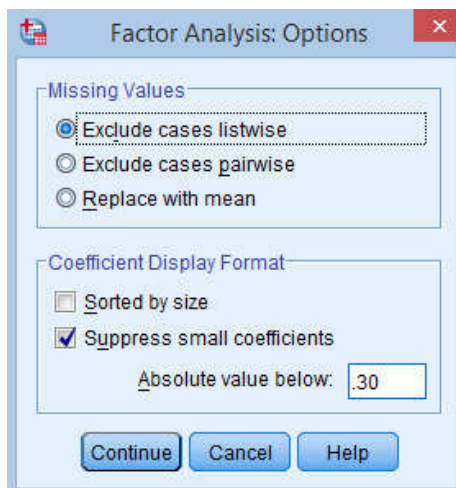 Factor Analysis: Options
Missing Values
Exclude cases listwise
Exclude cases pairwise
Replace with mean
Coefficient Display Format
Sorted by size
Suppress small coefficients
Absolute value below: .30
Continue Cancel Help